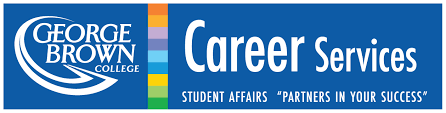 GEORGE
BROWN
COLLEGE
Career Services
STUDENT AFFAIRS "PARTNERS IN YOUR SUCCESS"